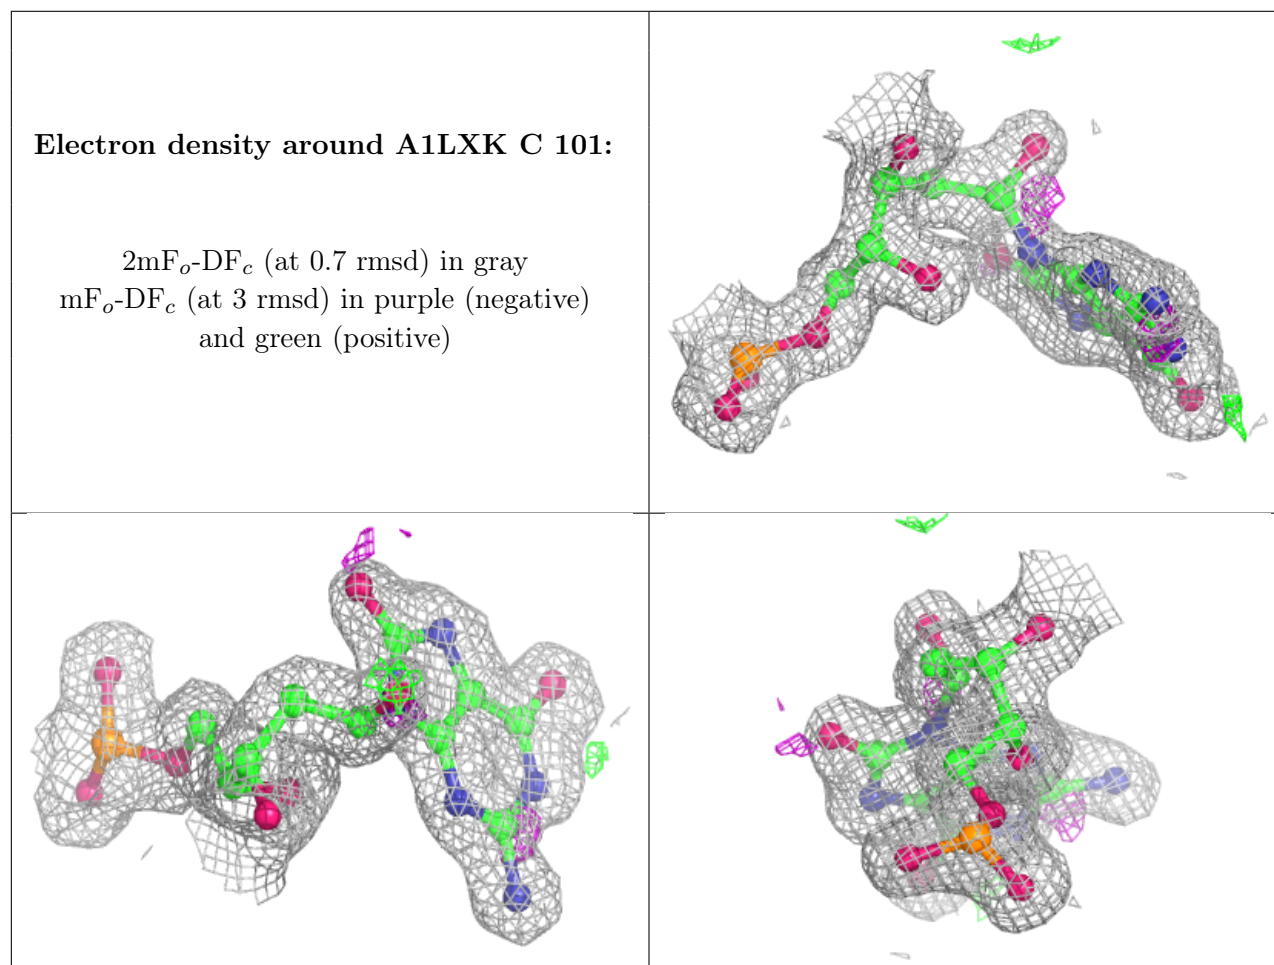 Electron density around A1LXK C 101:
2mFo-DFc (at 0.7 rmsd) in gray
mFo-DFc (at 3 rmsd) in purple (negative)
and green (positive)